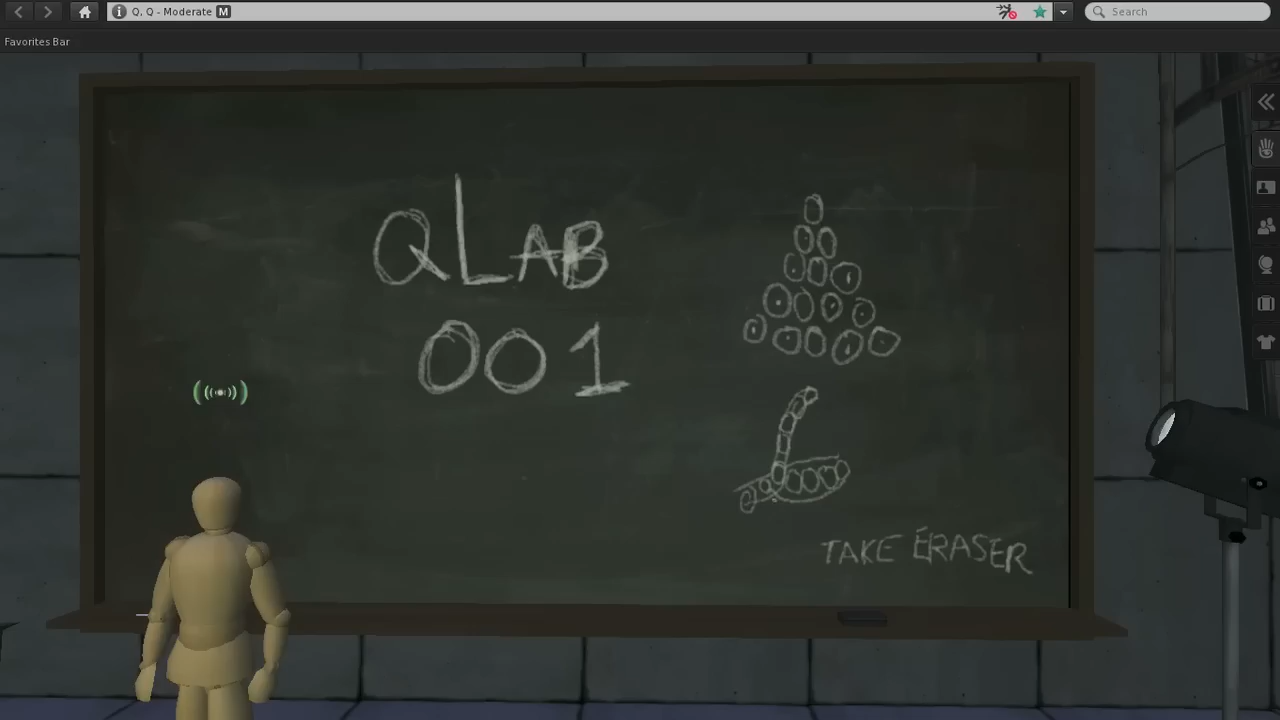 Q, Q - Moderate M
Search
Favorites Bar
QLAB
001
TAKE ERASER